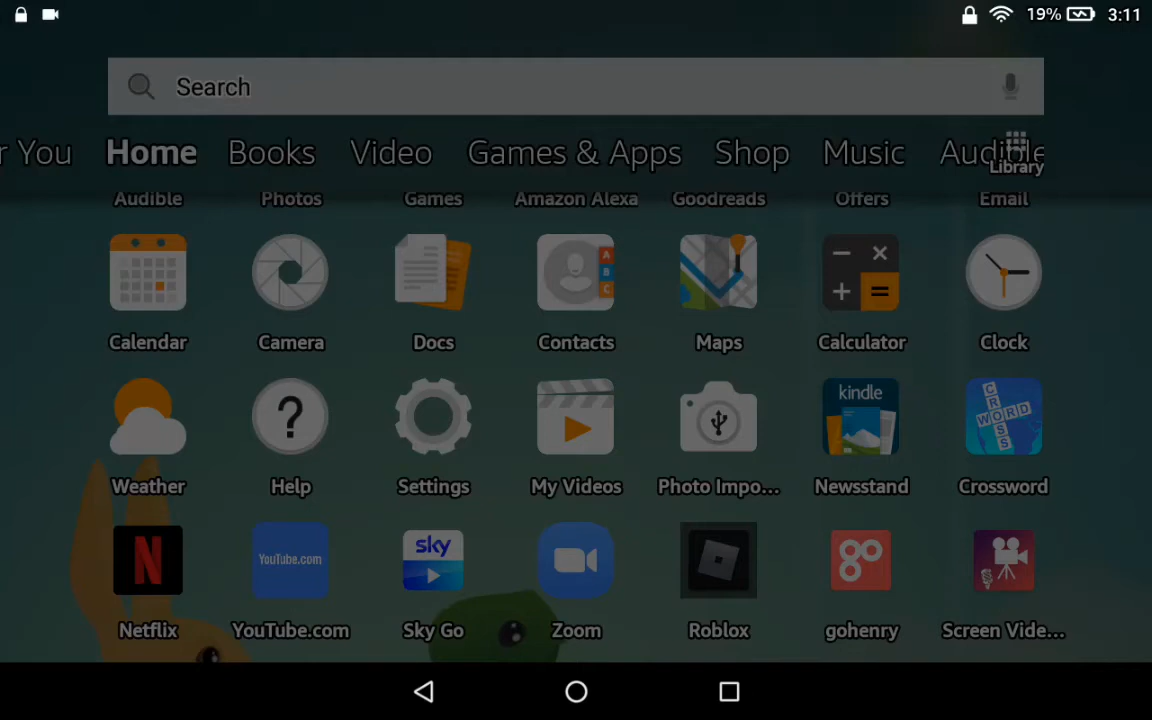 19% 3:11
Search
r You Home Books Video Games & Apps Shop Music Audible
Library
Audible Photos Games Amazon Alexa Goodreads Offers Email
A
B
C
Calendar Camera Docs Contacts Maps Calculator Clock
kindle
CROSS
WORD
Weather Help Settings My Videos Photo Impo... Newsstand Crossword
YouTube.com
sky
Netflix YouTube.com Sky Go Zoom Roblox gohenry Screen Vide...